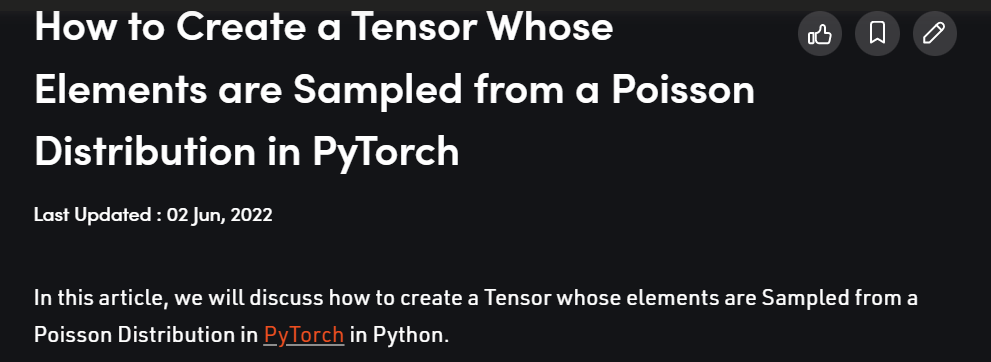 How to Create a Tensor Whose
Elements are Sampled from a Poisson
Distribution in PyTorch
Last Updated : 02 Jun, 2022
In this article, we will discuss how to create a Tensor whose elements are Sampled from a
Poisson Distribution in PyTorch in Python.